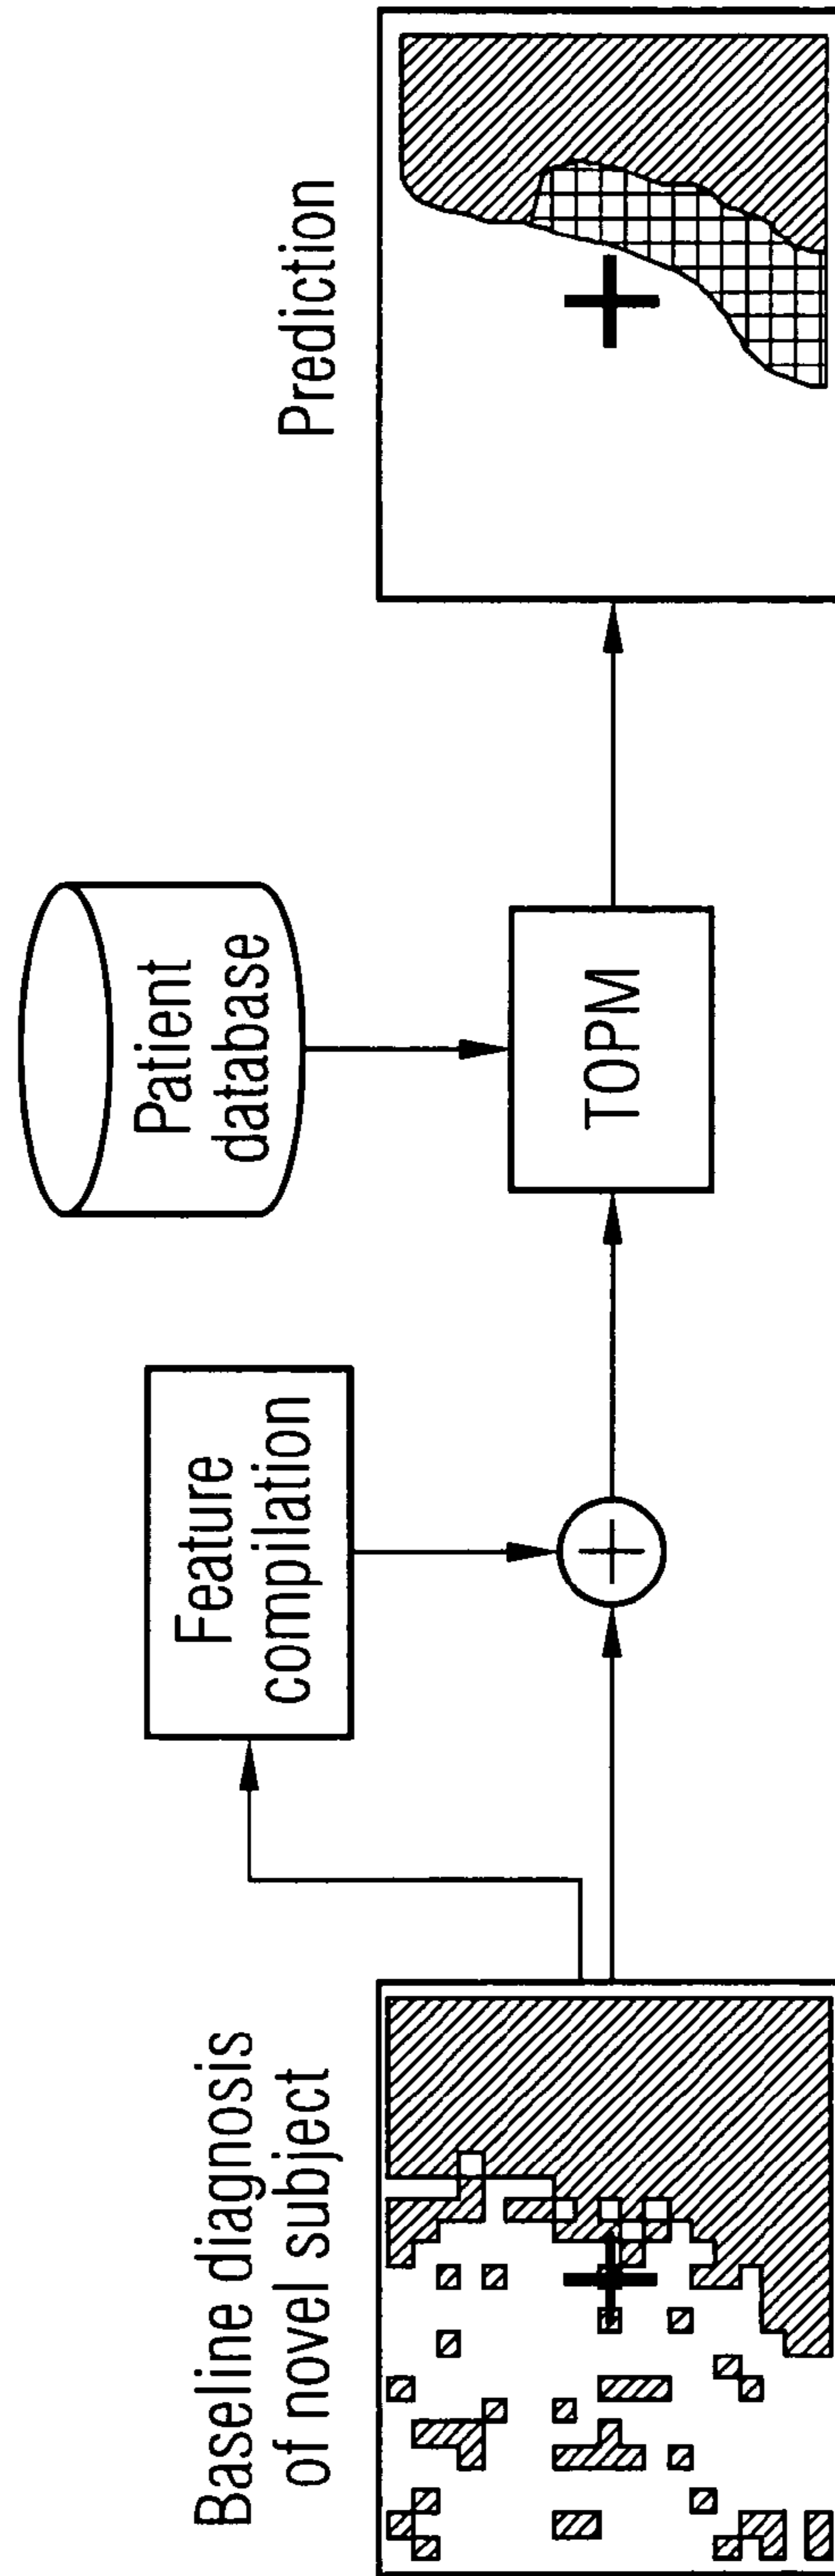 Baseline diagnosis
of novel subject
Feature
compilation
Patient
database
TOPM
Prediction